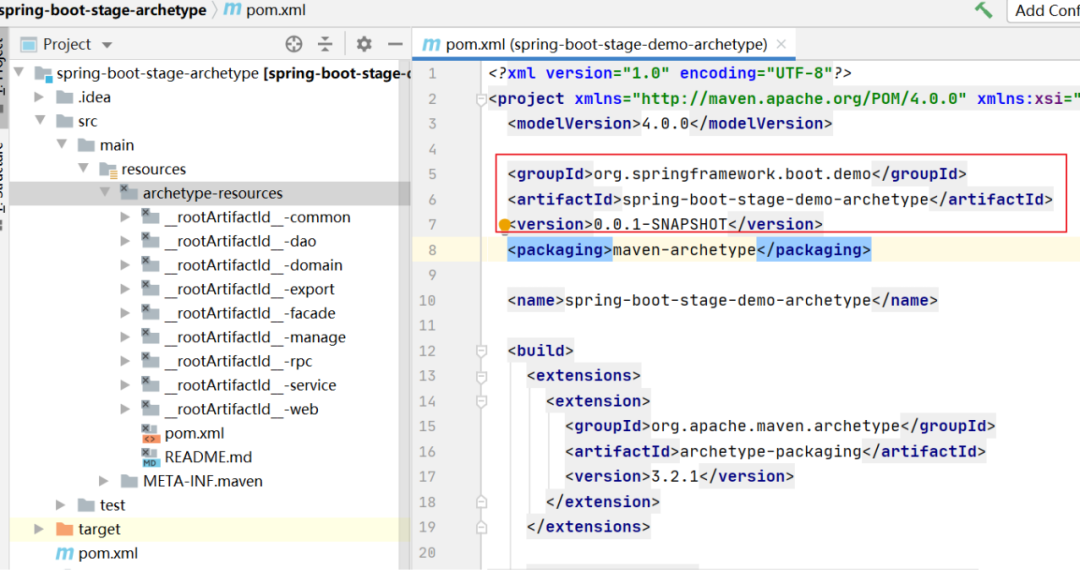 spring-boot-stage-archetype pom.xml
Add Conf
Project
pom.xml (spring-boot-stage-demo-archetype)
spring-boot-stage-archetype [spring-boot-stage-
.idea
src
main
resources
archetype-resources
__rootArtifactId__-common
__rootArtifactId__-dao
__rootArtifactId__-domain
__rootArtifactId__-export
__rootArtifactId__-facade
__rootArtifactId__-manage
__rootArtifactId__-rpc
__rootArtifactId__-service
__rootArtifactId__-web
pom.xml
README.md
META-INF.maven
test
target
pom.xml
1 <?xml version="1.0" encoding="UTF-8"?>
2 <project xmlns="http://maven.apache.org/POM/4.0.0" xmlns:xsi="
3 <modelVersion>4.0.0</modelVersion>
4
5 <groupId>org.springframework.boot.demo</groupId>
6 <artifactId>spring-boot-stage-demo-archetype</artifactId>
7 <version>0.0.1-SNAPSHOT</version>
8 <packaging>maven-archetype</packaging>
9
10 <name>spring-boot-stage-demo-archetype</name>
11
12 <build>
13 <extensions>
14 <extension>
15 <groupId>org.apache.maven.archetype</groupId>
16 <artifactId>archetype-packaging</artifactId>
17 <version>3.2.1</version>
18 </extension>
19 </extensions>
20